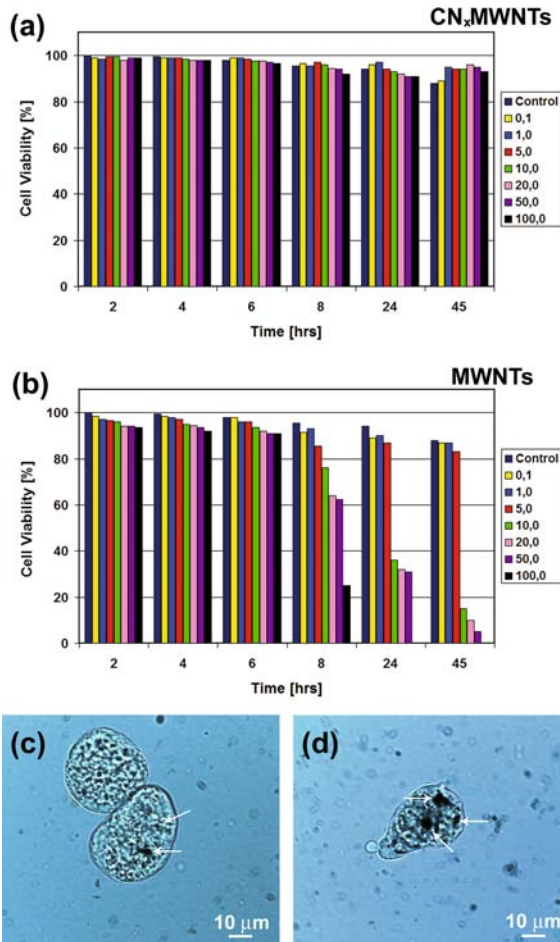 (a)
CNₓMWNTs
Cell Viability [%]
100
80
60
40
20
0
2 4 6 8 24 45
Time [hrs]
Control
0,1
1,0
5,0
10,0
20,0
50,0
100,0
(b)
MWNTs
Cell Viability [%]
100
80
60
40
20
0
2 4 6 8 24 45
Time [hrs]
Control
0,1
1,0
5,0
10,0
20,0
50,0
100,0
(c)
10 μm
(d)
10 μm